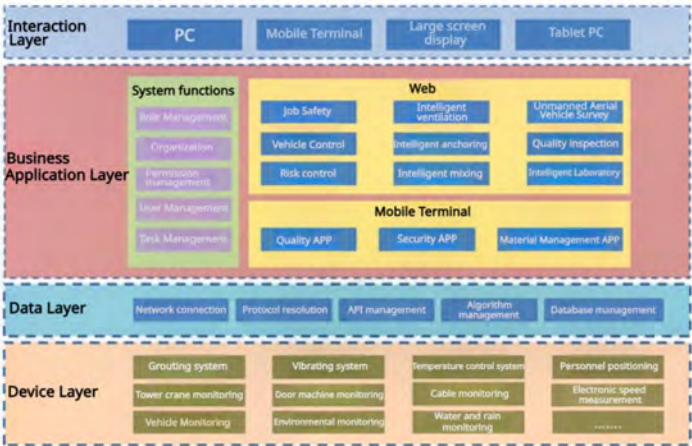 Interaction
Layer
PC
Mobile Terminal
Large screen
display
Tablet PC
Business
Application Layer
System functions
Role Management
Organization
Permission
management
User Management
Task Management
Web
Job Safety
Intelligent
ventilation
Unmanned Aerial
Vehicle Survey
Vehicle Control
Intelligent anchoring
Quality inspection
Risk control
Intelligent mixing
Intelligent Laboratory
Mobile Terminal
Quality APP
Security APP
Material Management APP
Data Layer
Network connection
Protocol resolution
API management
Algorithm
management
Database management
Device Layer
Grouting system
Vibrating system
Temperature control system
Personnel positioning
Tower crane monitoring
Door machine monitoring
Cable monitoring
Electronic speed
measurement
Vehicle Monitoring
Environmental monitoring
Water and rain
monitoring
.......